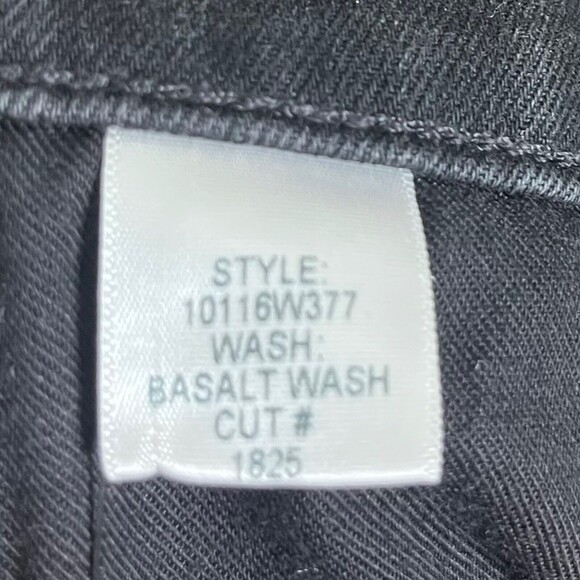 STYLE:
10116W377
WASH:
BASALT WASH
CUT #
1825